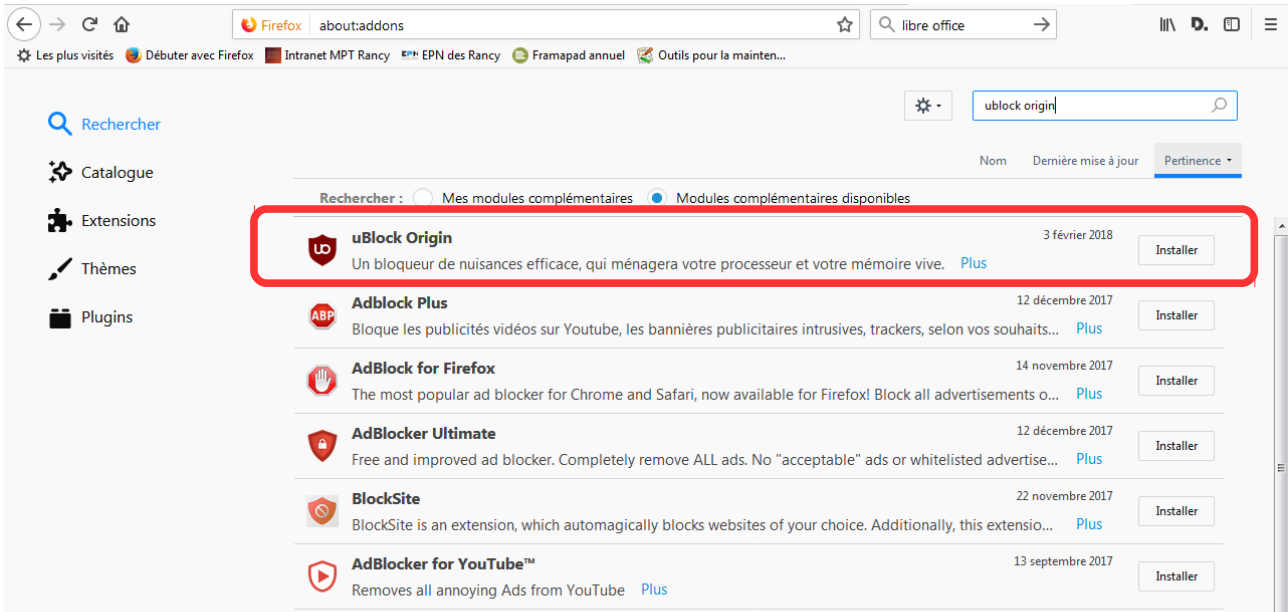 Firefox about:addons libre office
Les plus visités Débuter avec Firefox Intranet MPT Rancy EPN des Rancy Framapad annuel Outils pour la mainten...
ublock origin
Rechercher
Catalogue
Extensions
Thèmes
Plugins
Nom Dernière mise à jour Pertinence
Rechercher : Mes modules complémentaires Modules complémentaires disponibles
uBlock Origin 3 février 2018
Un bloqueur de nuisances efficace, qui ménagera votre processeur et votre mémoire vive. Plus
Installer
ABP
Adblock Plus 12 décembre 2017
Bloque les publicités vidéos sur Youtube, les bannières publicitaires intrusives, trackers, selon vos souhaits... Plus
Installer
AdBlock for Firefox 14 novembre 2017
The most popular ad blocker for Chrome and Safari, now available for Firefox! Block all advertisements o... Plus
Installer
AdBlocker Ultimate 12 décembre 2017
Free and improved ad blocker. Completely remove ALL ads. No "acceptable" ads or whitelisted advertise... Plus
Installer
BlockSite 22 novembre 2017
BlockSite is an extension, which automagically blocks websites of your choice. Additionally, this extensio... Plus
Installer
AdBlocker for YouTube™ 13 septembre 2017
Removes all annoying Ads from YouTube Plus
Installer